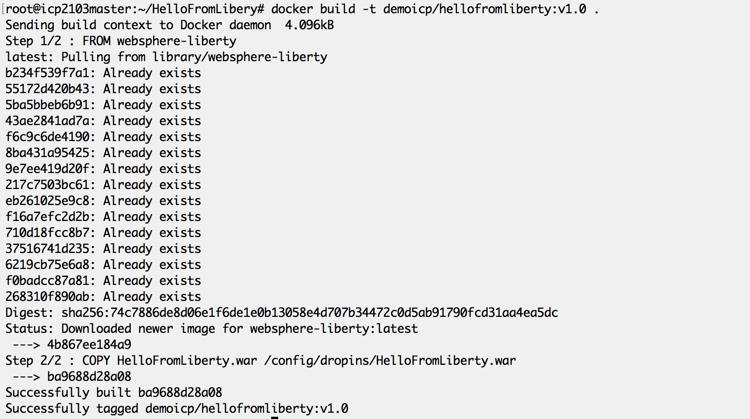 [root@icp2103master:~/HelloFromLibery# docker build -t demoicp/hellofromliberty:v1.0 .
Sending build context to Docker daemon  4.096kB
Step 1/2 : FROM websphere-liberty
latest: Pulling from library/websphere-liberty
b234f539f7a1: Already exists
55172d420b43: Already exists
5ba5bbeb6b91: Already exists
43ae2841ad7a: Already exists
f6c9c6de4190: Already exists
8ba431a95425: Already exists
9e7ee419d20f: Already exists
217c7503bc61: Already exists
eb261025e9c8: Already exists
f16a7efc2d2b: Already exists
710d18fcc8b7: Already exists
37516741d235: Already exists
6219cb75e6a8: Already exists
f0badcc87a81: Already exists
268310f890ab: Already exists
Digest: sha256:74c7886de8d06e1f6de1e0b13058e4d707b34472c0d5ab91790fcd31aa4ea5dc
Status: Downloaded newer image for websphere-liberty:latest
 ---> 4b867ee184a9
Step 2/2 : COPY HelloFromLiberty.war /config/dropins/HelloFromLiberty.war
 ---> ba9688d28a08
Successfully built ba9688d28a08
Successfully tagged demoicp/hellofromliberty:v1.0